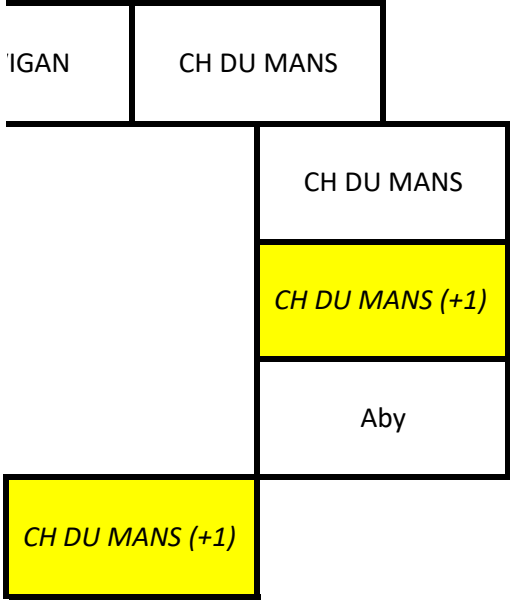 IGAN CH DU MANS
CH DU MANS
CH DU MANS (+1)
Aby
CH DU MANS (+1)